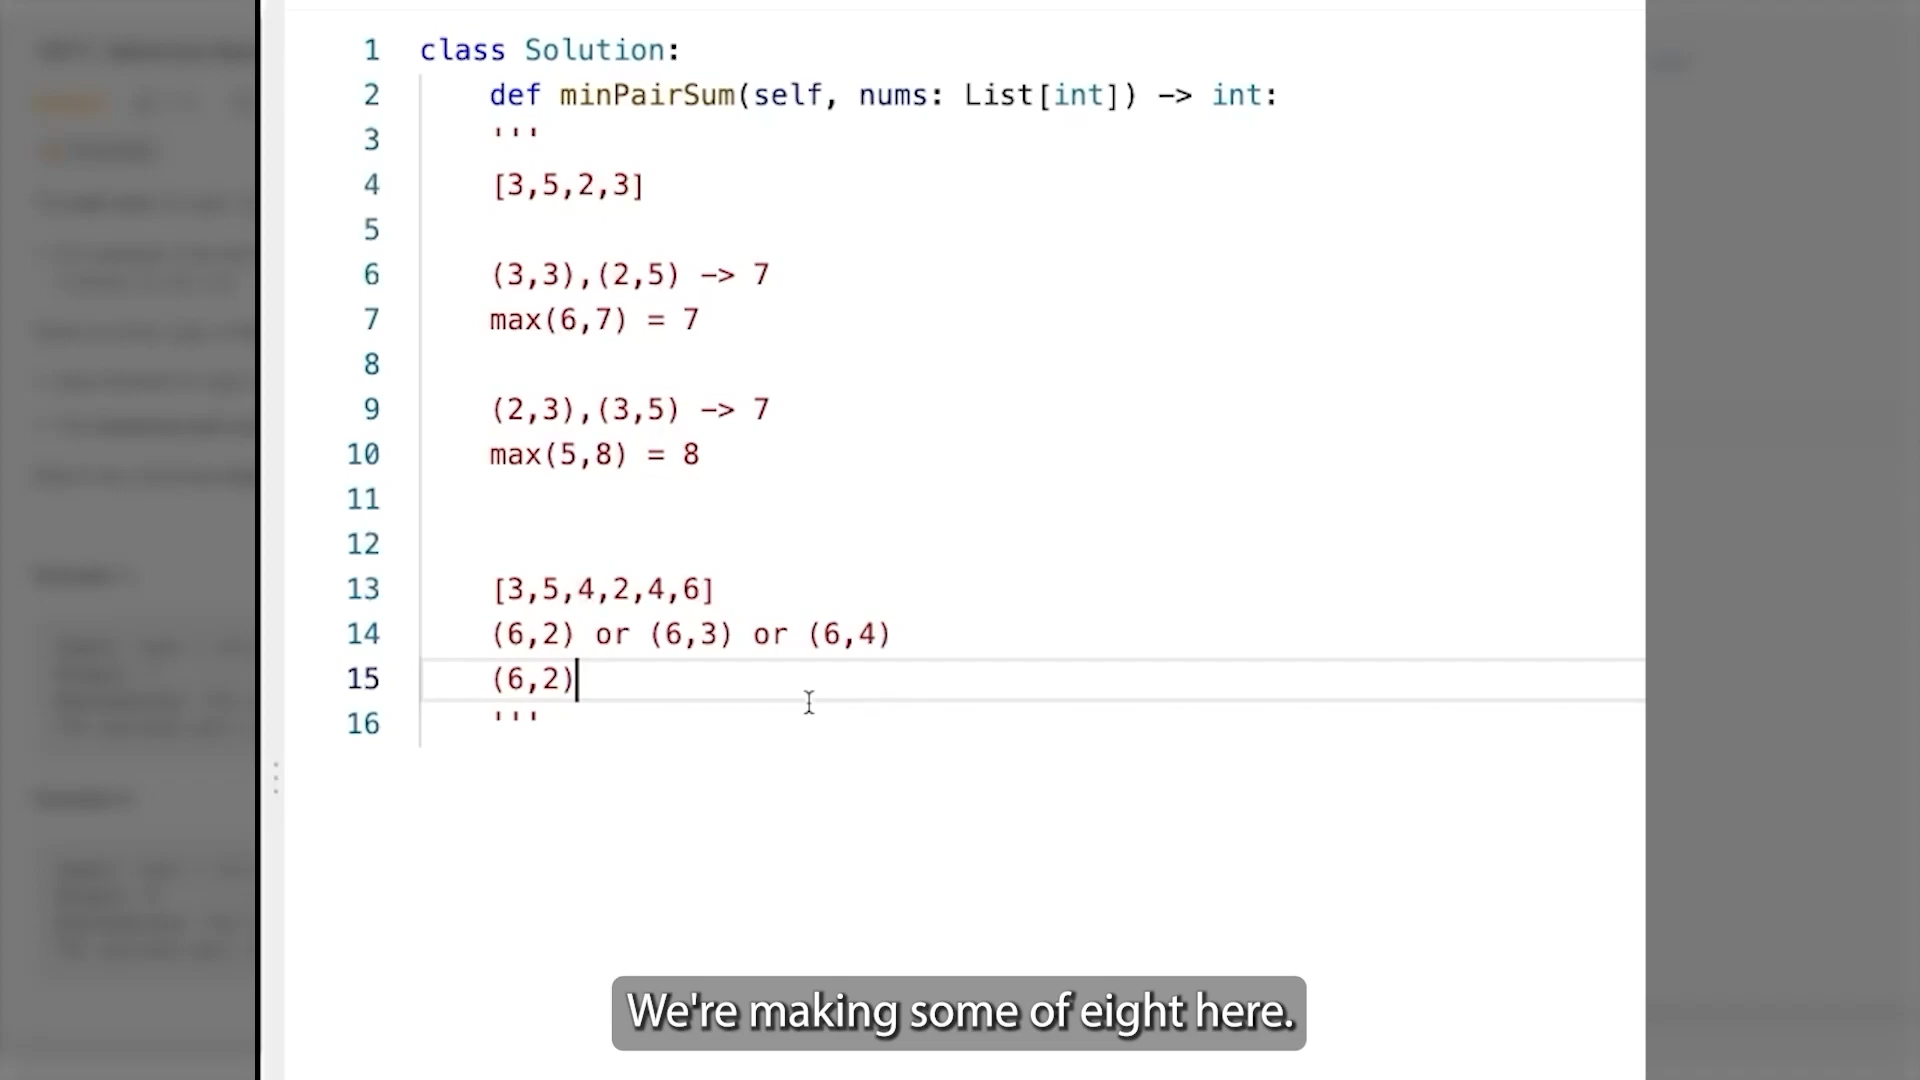 1 class Solution:
2 def minPairSum(self, nums: List[int]) -> int:
3 '''
4 [3,5,2,3]
5
6 (3,3),(2,5) -> 7
7 max(6,7) = 7
8
9 (2,3),(3,5) -> 7
10 max(5,8) = 8
11
12
13 [3,5,4,2,4,6]
14 (6,2) or (6,3) or (6,4)
15 (6,2)
16 '''
We're making some of eight here.